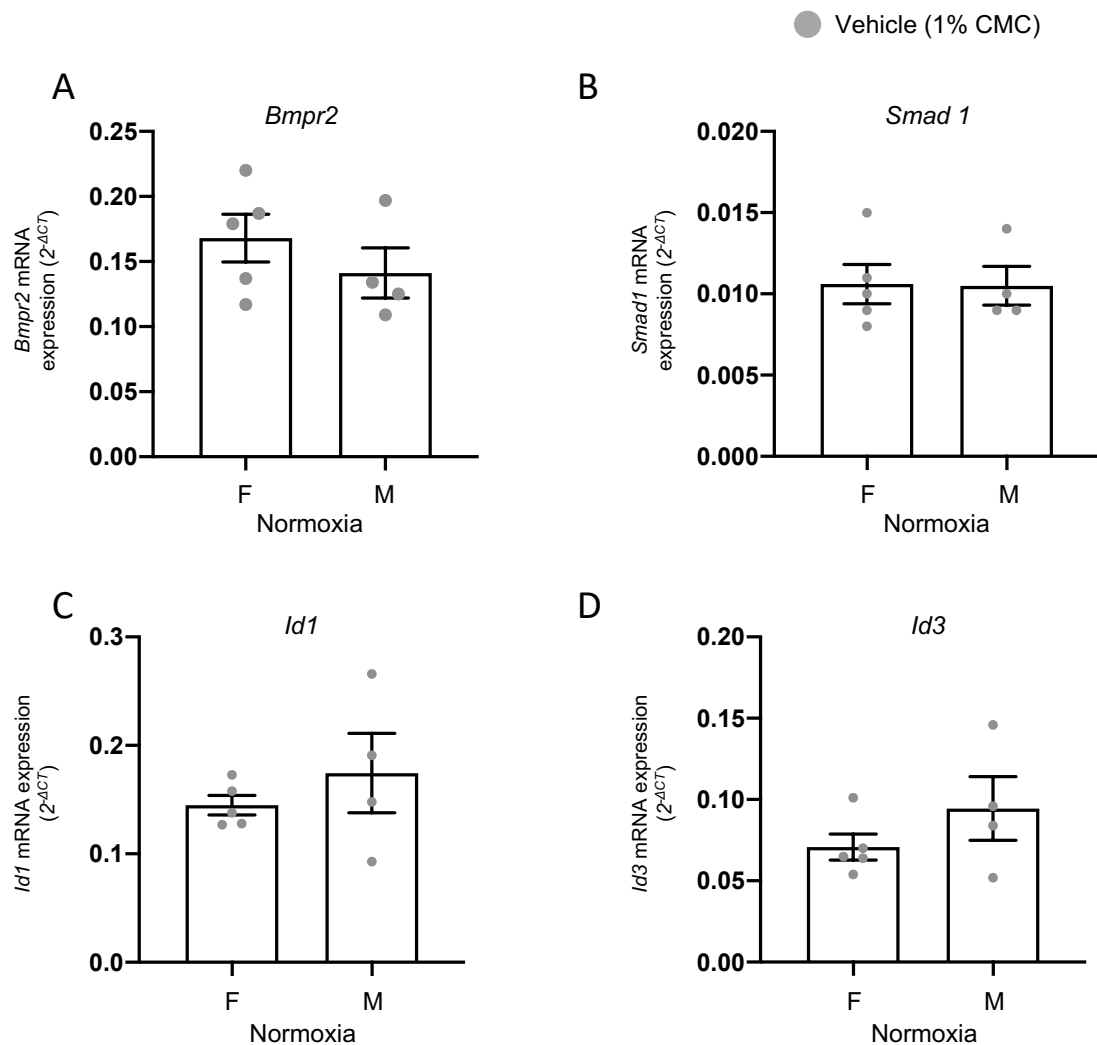 Vehicle (1% CMC)
A
Bmpr2
Bmpr2 mRNA
expression (2-ΔCT)
0.25
0.20
0.15
0.10
0.05
0.00
F M
Normoxia
B
Smad 1
Smad1 mRNA
expression (2-ΔCT)
0.020
0.015
0.010
0.005
0.000
F M
Normoxia
C
Id1
Id1 mRNA expression
(2-ΔCT)
0.3
0.2
0.1
0.0
F M
Normoxia
D
Id3
Id3 mRNA expression
(2-ΔCT)
0.20
0.15
0.10
0.05
0.00
F M
Normoxia